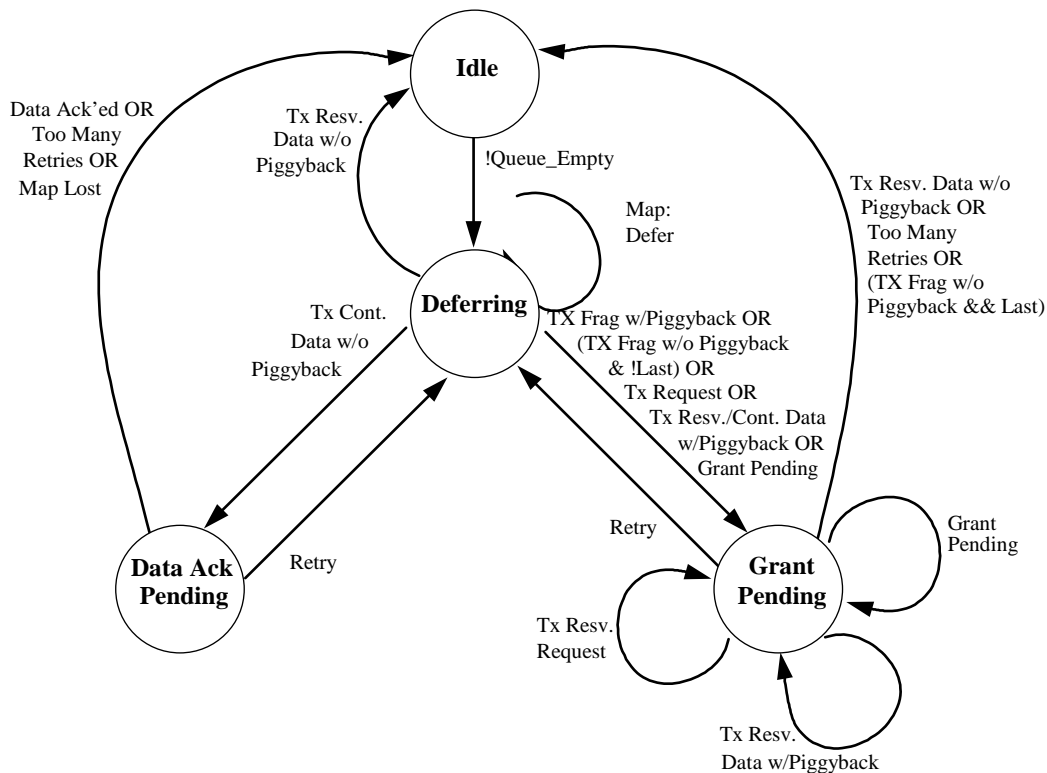 Idle
Data Ack'ed OR
Too Many
Retries OR
Map Lost
Tx Resv.
Data w/o
Piggyback
!Queue_Empty
Map:
Defer
Tx Resv. Data w/o
Piggyback OR
Too Many
Retries OR
(TX Frag w/o
Piggyback && Last)
Deferring
Tx Cont.
Data w/o
Piggyback
TX Frag w/Piggyback OR
(TX Frag w/o Piggyback
& !Last) OR
Tx Request OR
Tx Resv./Cont. Data
w/Piggyback OR
Grant Pending
Retry
Retry
Data Ack
Pending
Grant
Pending
Grant
Pending
Tx Resv.
Request
Tx Resv.
Data w/Piggyback